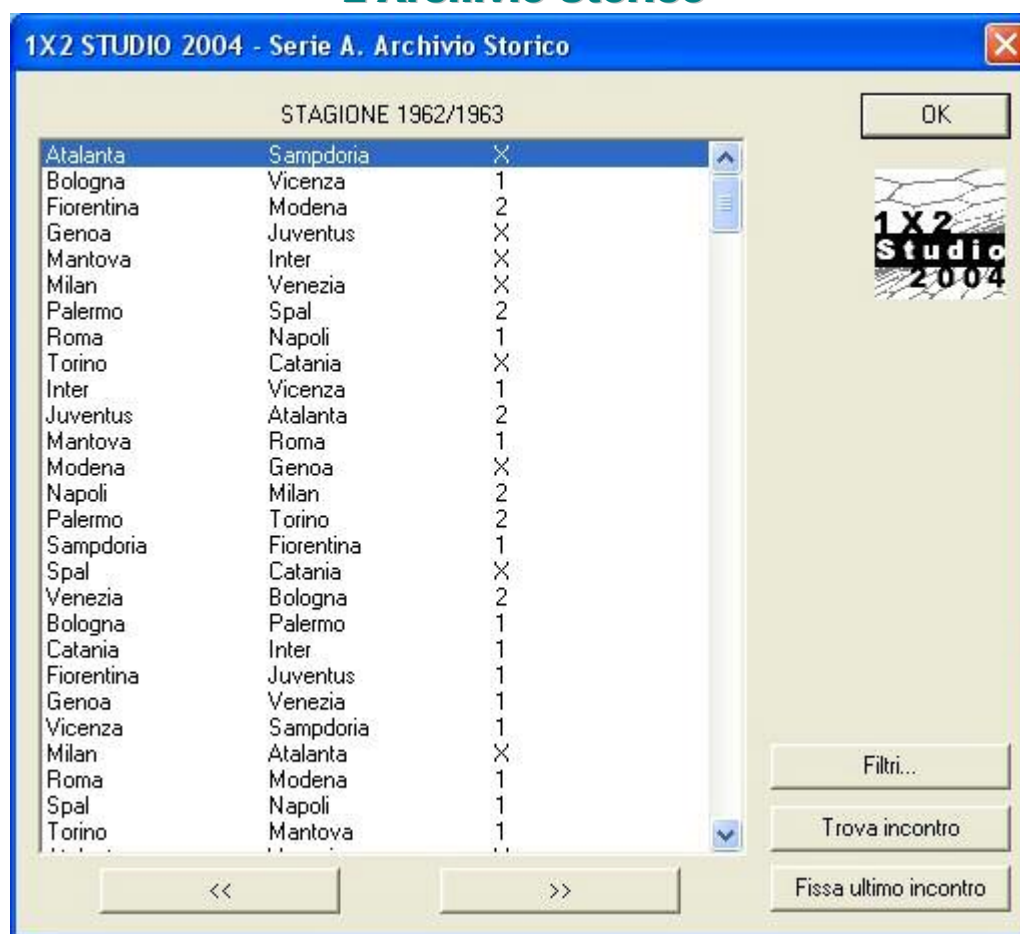 1X2 STUDIO 2004 - Serie A. Archivio Storico
STAGIONE 1962/1963
OK
Atalanta Sampdoria X
Bologna Vicenza 1
Fiorentina Modena 2
Genoa Juventus X
Mantova Inter X
Milan Venezia X
Palermo Spal 2
Roma Napoli 1
Torino Catania X
Inter Vicenza 1
Juventus Atalanta 2
Mantova Roma 1
Modena Genoa X
Napoli Milan 2
Palermo Torino 2
Sampdoria Fiorentina 1
Spal Catania X
Venezia Bologna 2
Bologna Palermo 1
Catania Inter 1
Fiorentina Juventus 1
Genoa Venezia 1
Vicenza Sampdoria 1
Milan Atalanta X
Roma Modena 1
Spal Napoli 1
Torino Mantova 1
1X2
Studio
2004
Filtri...
Trova incontro
Fissa ultimo incontro
<< >>